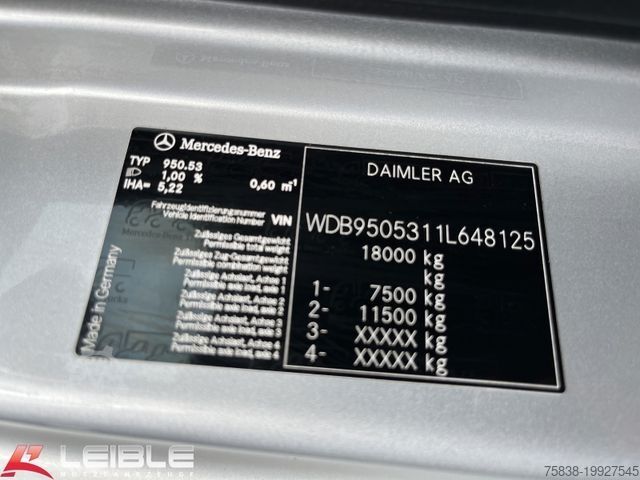 Mercedes-Benz
TYP 950.53
1,00 %
IHA= 5,22 0,60 m⁻¹
Fahrzeugidentifizierungsnummer
Vehicle Identification Number VIN
Zulässiges Gesamtgewicht
Permissible total weight
Zulässiges Zug-Gesamtgewicht
Permissible combination weight
Zulässige Achslast, Achse 1
Permissible axle load, axle 1
Zulässige Achslast, Achse 2
Permissible axle load, axle 2
Zulässige Achslast, Achse 3
Permissible axle load, axle 3
Zulässige Achslast, Achse 4
Permissible axle load, axle 4
Made in Germany
DAIMLER AG
WDB9505311L648125
18000 kg
kg
1- 7500 kg
2- 11500 kg
3- XXXXX kg
4- XXXXX kg
LEIBLE
NUTZFAHRZEUGE
75838-19927545